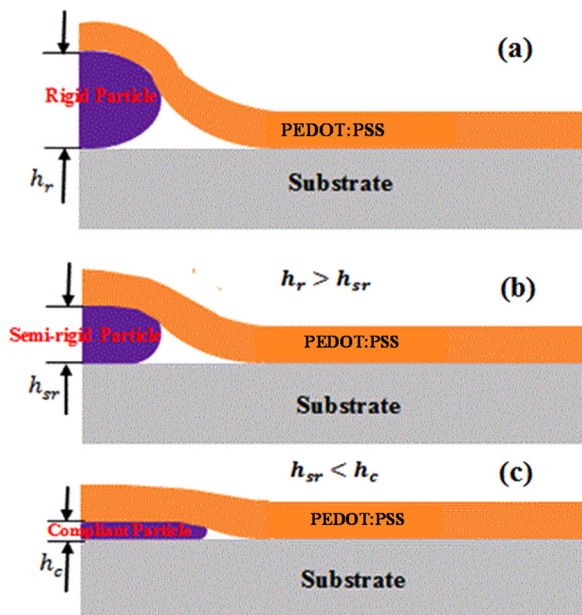 (a)
Rigid Particle
PEDOT:PSS
h_r
Substrate
h_r > h_sr
(b)
Semi-rigid Particle
PEDOT:PSS
h_sr
Substrate
h_sr < h_c
(c)
PEDOT:PSS
Compliant Particle
h_c
Substrate